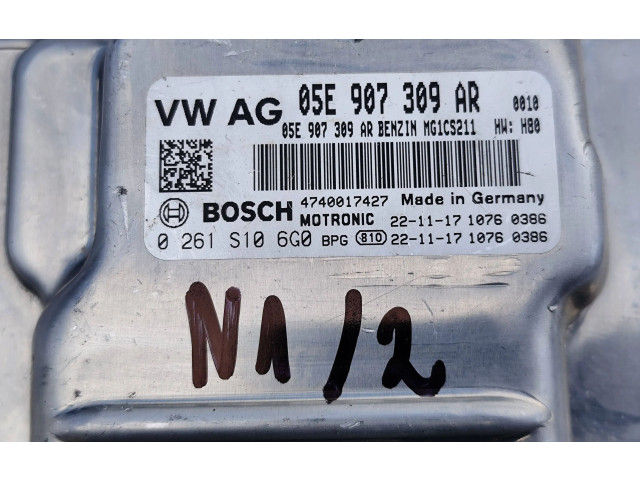 VW AG 05E 907 309 AR 0010
05E 907 309 AR BENZIN MG1CS211 HW: H80
BOSCH 4740017427 Made in Germany
MOTRONIC 22-11-17 1076 0386
0 261 S10 6G0 BPG 810 22-11-17 1076 0386
N1/2